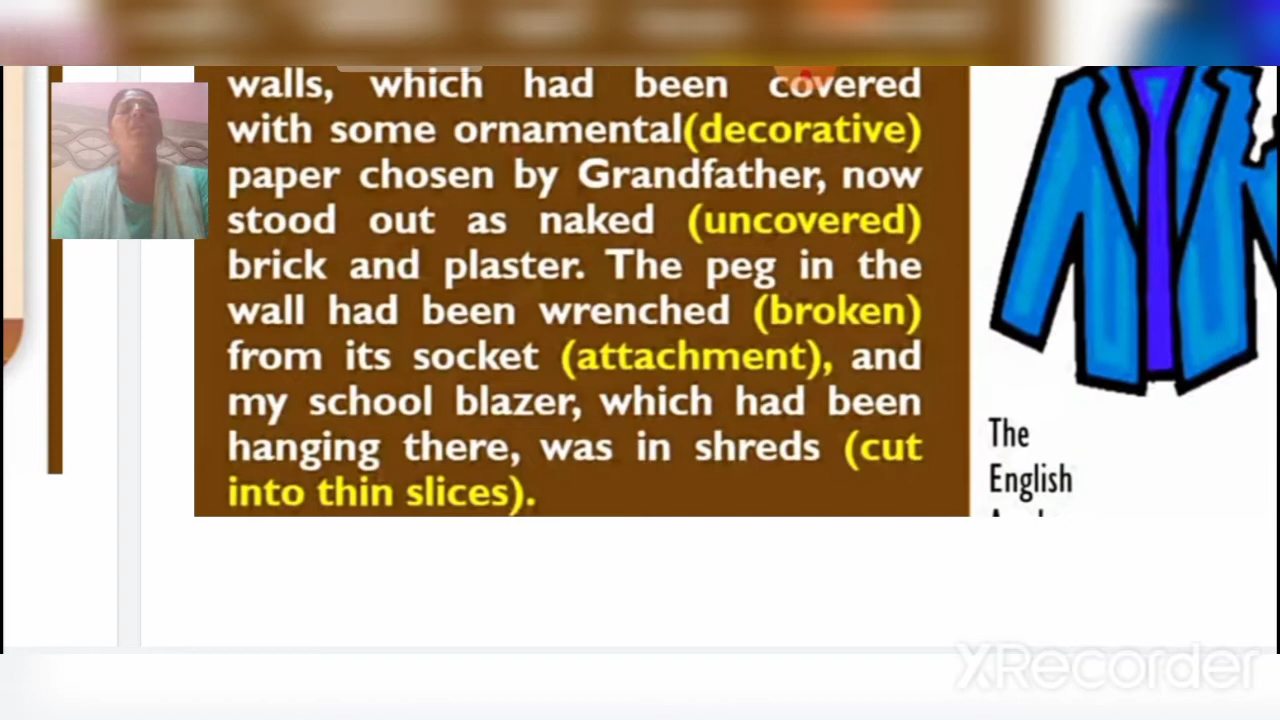 walls, which had been covered
with some ornamental(decorative)
paper chosen by Grandfather, now
stood out as naked (uncovered)
brick and plaster. The peg in the
wall had been wrenched (broken)
from its socket (attachment), and
my school blazer, which had been
hanging there, was in shreds (cut
into thin slices).
The
English
XRecorder